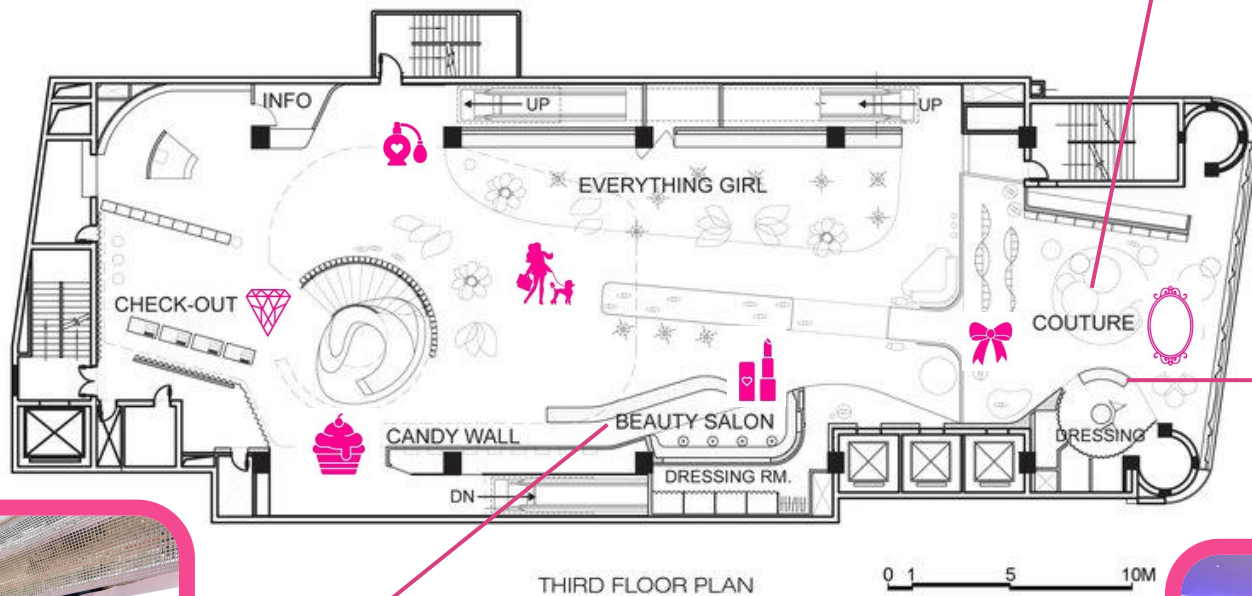 INFO
UP
UP
EVERYTHING GIRL
CHECK-OUT
COUTURE
BEAUTY SALON
CANDY WALL
DRESSING
DRESSING RM.
DN
THIRD FLOOR PLAN
0 1 5 10M